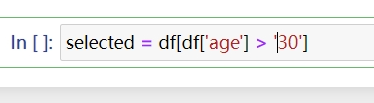 In [ ]: selected = df[df['age'] > '30']